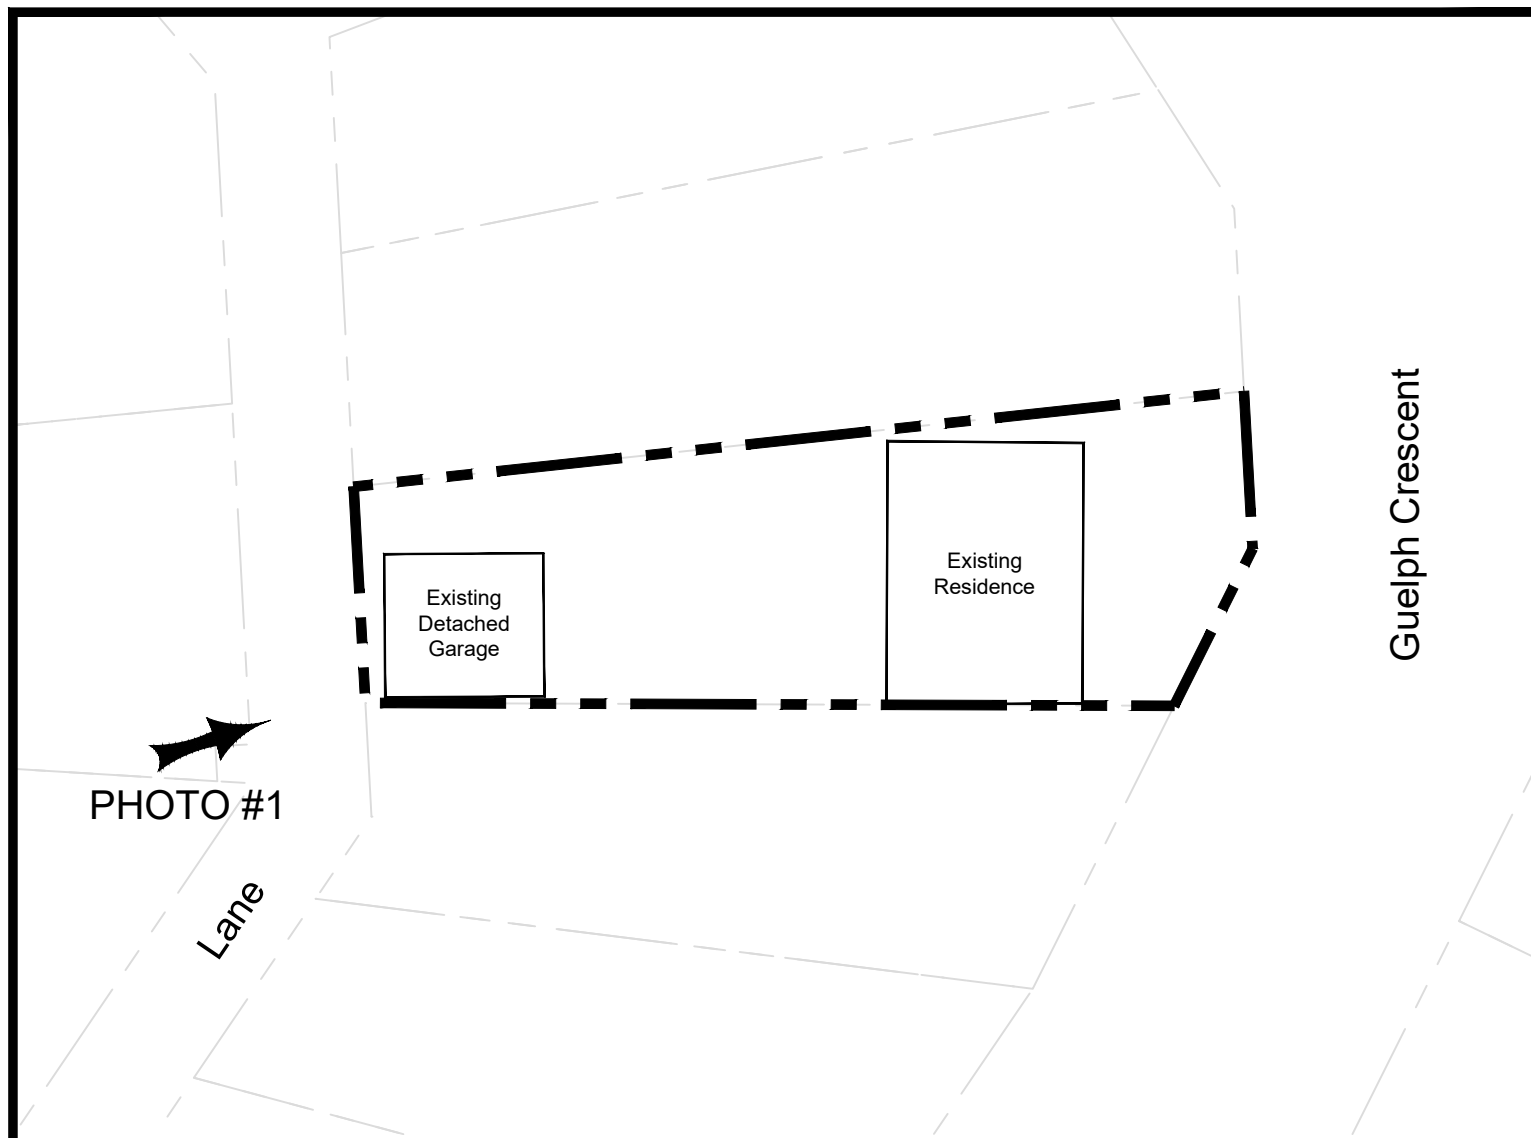 Guelph Crescent
Existing
Residence
Existing
Detached
Garage
PHOTO #1
Lane